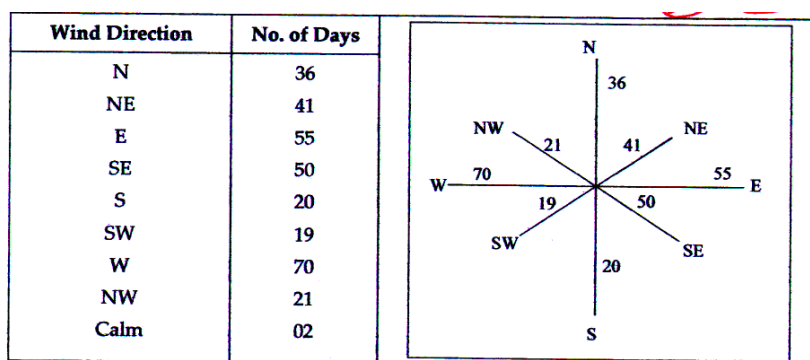 Wind Direction No. of Days
N 36
NE 41
E 55
SE 50
S 20
SW 19
W 70
NW 21
Calm 02
N
36
NW NE
21 41
W 70 55 E
19 50
SW SE
20
S